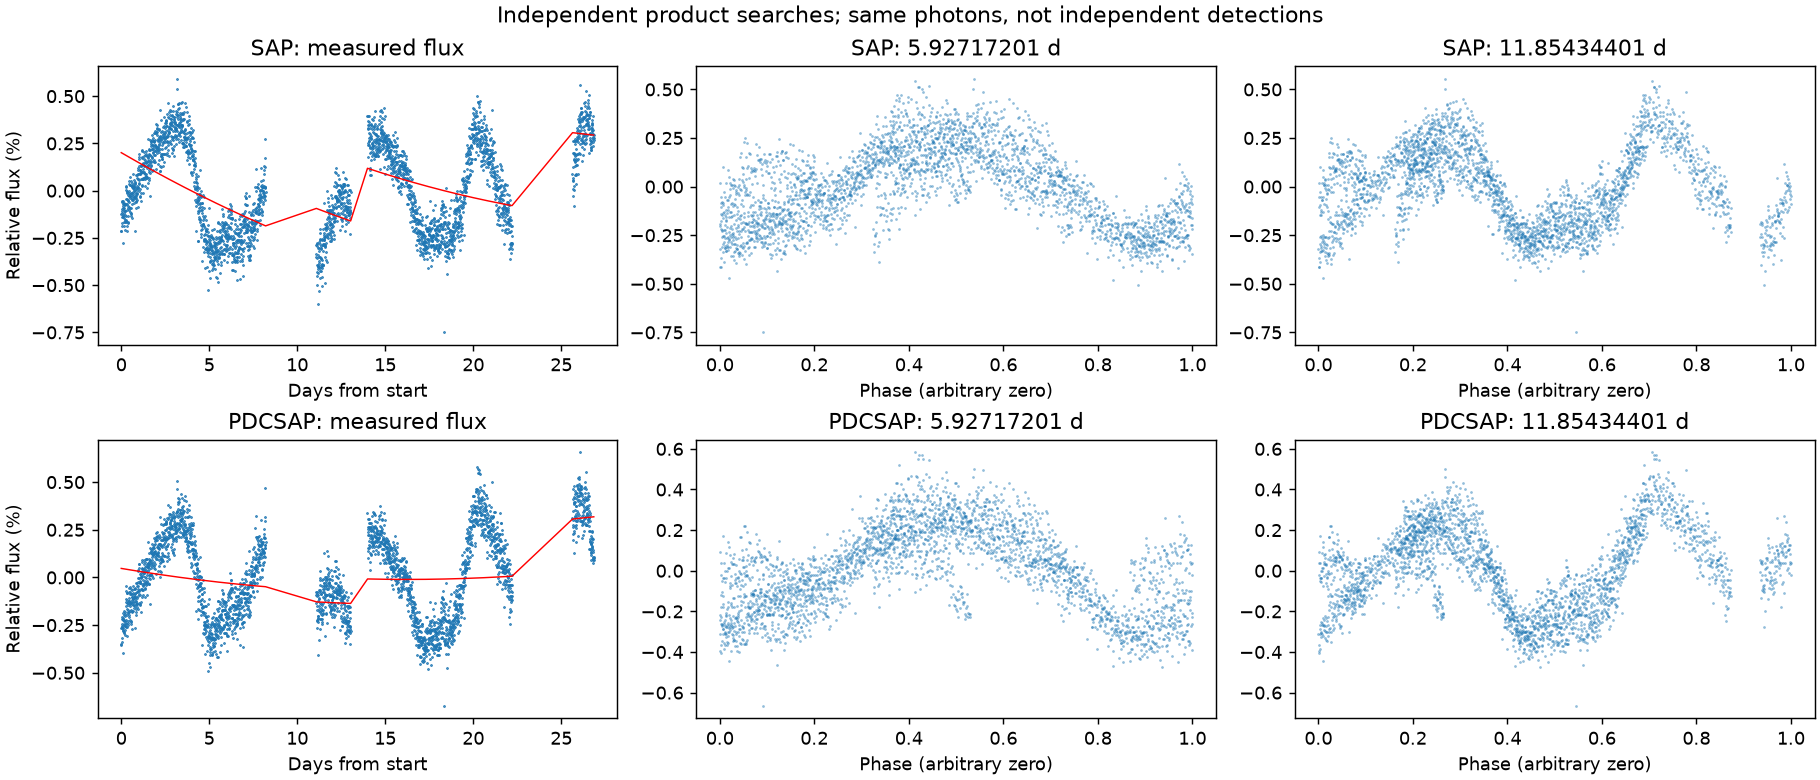 Independent product searches; same photons, not independent detections
SAP: measured flux
SAP: 5.92717201 d
SAP: 11.85434401 d
Relative flux (%)
0.50
0.25
0.00
−0.25
−0.50
−0.75
0 5 10 15 20 25
Days from start
0.50
0.25
0.00
−0.25
−0.50
−0.75
0.0 0.2 0.4 0.6 0.8 1.0
Phase (arbitrary zero)
0.50
0.25
0.00
−0.25
−0.50
−0.75
0.0 0.2 0.4 0.6 0.8 1.0
Phase (arbitrary zero)
PDCSAP: measured flux
PDCSAP: 5.92717201 d
PDCSAP: 11.85434401 d
Relative flux (%)
0.50
0.25
0.00
−0.25
−0.50
0 5 10 15 20 25
Days from start
0.6
0.4
0.2
0.0
−0.2
−0.4
−0.6
0.0 0.2 0.4 0.6 0.8 1.0
Phase (arbitrary zero)
0.6
0.4
0.2
0.0
−0.2
−0.4
−0.6
0.0 0.2 0.4 0.6 0.8 1.0
Phase (arbitrary zero)